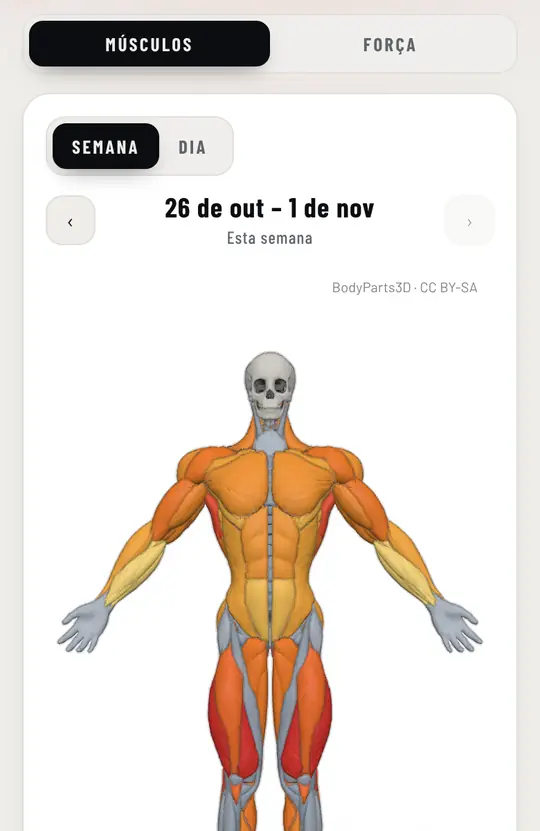 MÚSCULOS
FORÇA
SEMANA
DIA
‹
26 de out – 1 de nov
›
Esta semana
BodyParts3D · CC BY-SA